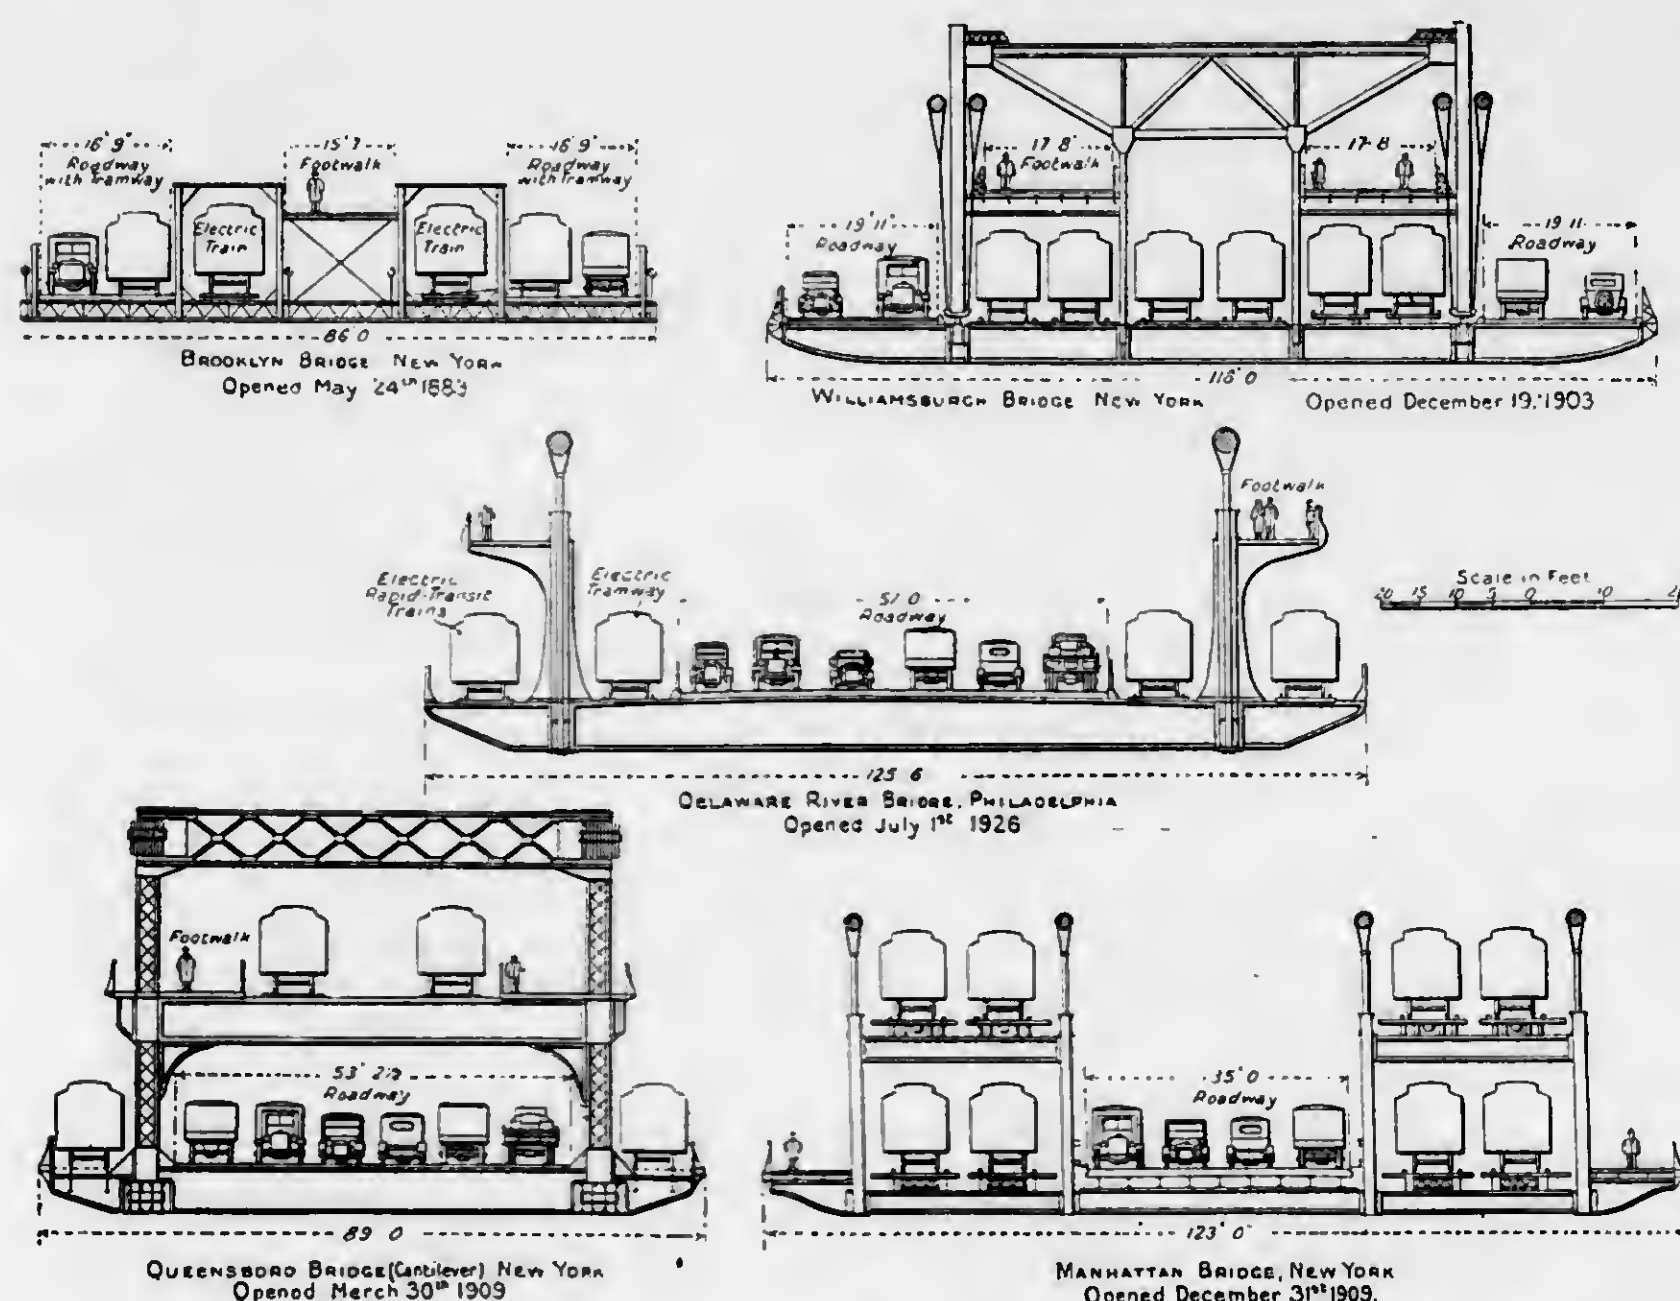 16' 9"
Roadway
with Tramway
15' 7
Footwalk
16' 9"
Roadway
with Tramway
Electric
Train
Electric
Train
86 0
BROOKLYN BRIDGE NEW YORK
Opened May 24th 1883
17 8"
Footwalk
17 8
19' 11"
Roadway
19 11
Roadway
118' 0
WILLIAMSBURGH BRIDGE NEW YORK
Opened December 19, 1903
Footwalk
Electric
Rapid-Transit
Trains
Electric
Tramway
51 0
Roadway
Scale in Feet
20 15 10 5 0 10
125 6
DELAWARE RIVER BRIDGE, PHILADELPHIA
Opened July 1st 1926
Footwalk
53' 2½
Roadway
89 0
QUEENSBORO BRIDGE (Cantilever) NEW YORK
Opened March 30th 1909
35' 0
Roadway
123' 0"
MANHATTAN BRIDGE, NEW YORK
Opened December 31st 1909.